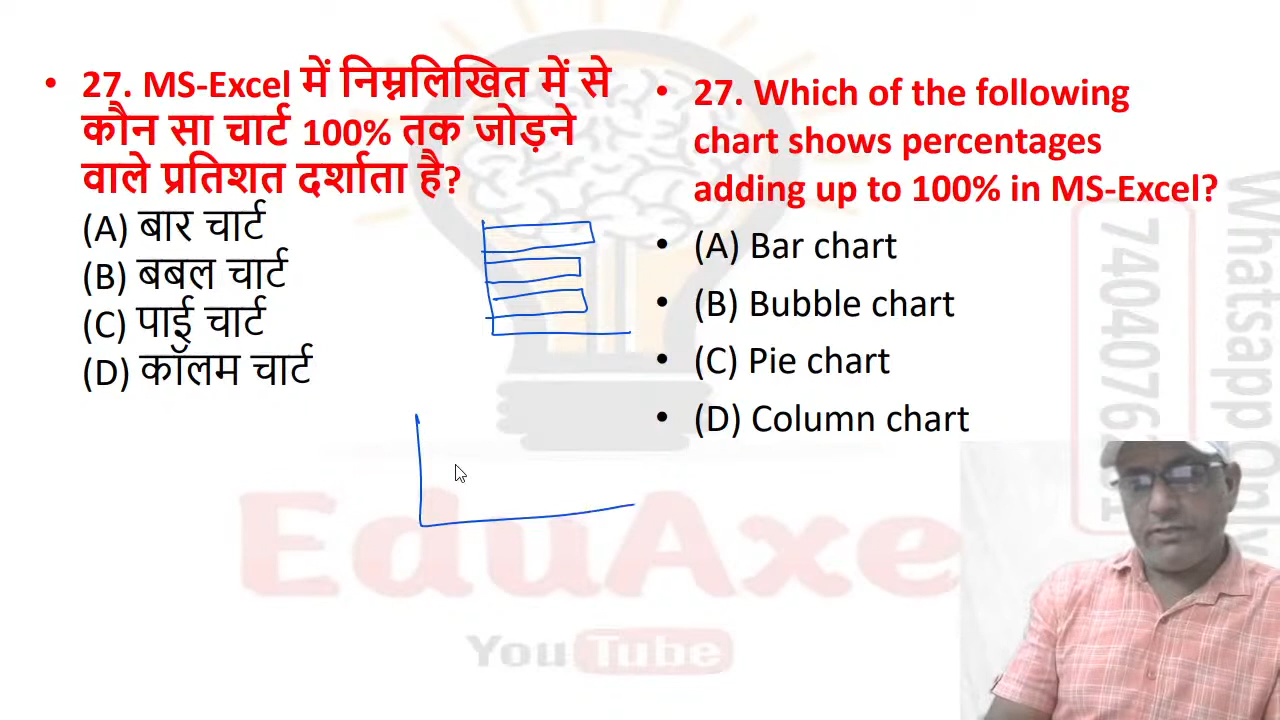 • 27. MS-Excel में निम्नलिखित में से
कौन सा चार्ट 100% तक जोड़ने
वाले प्रतिशत दर्शाता है?
(A) बार चार्ट
(B) बबल चार्ट
(C) पाई चार्ट
(D) कॉलम चार्ट
• 27. Which of the following
chart shows percentages
adding up to 100% in MS-Excel?
• (A) Bar chart
• (B) Bubble chart
• (C) Pie chart
• (D) Column chart
EduAxe
YouTube
Whatsapp Only